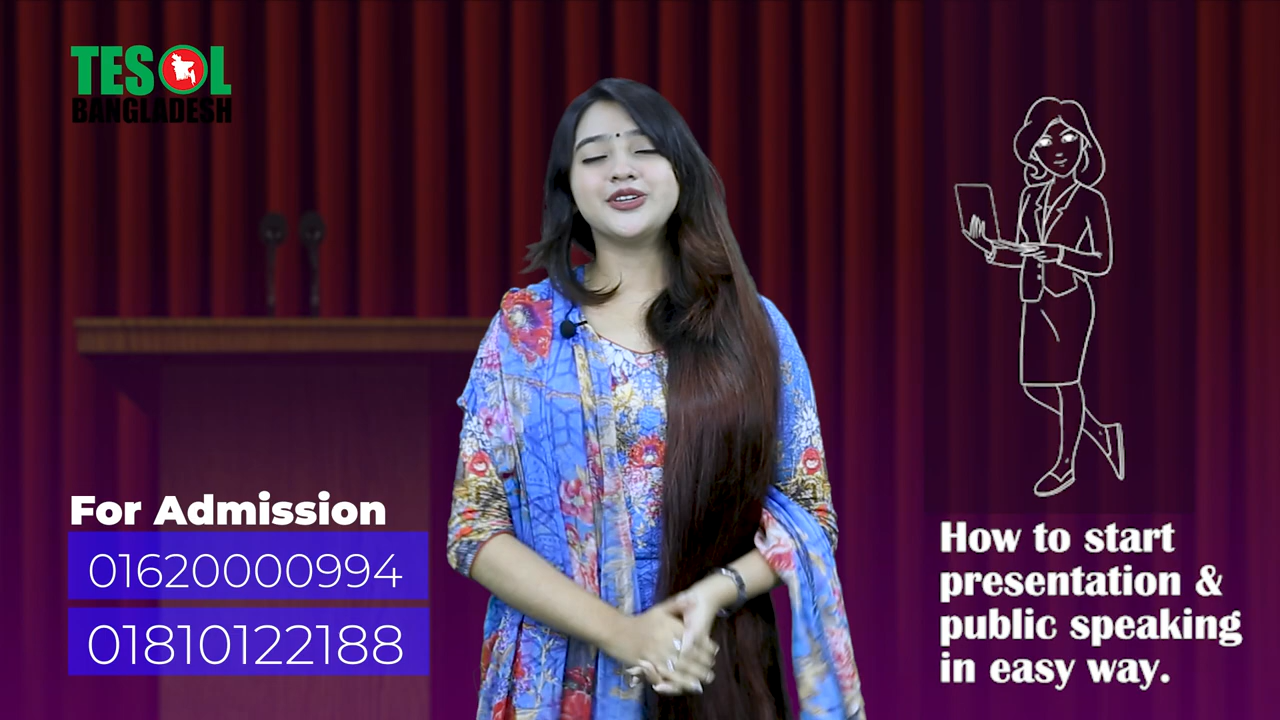 TESOL
BANGLADESH
For Admission
01620000994
01810122188
How to start
presentation &
public speaking
in easy way.